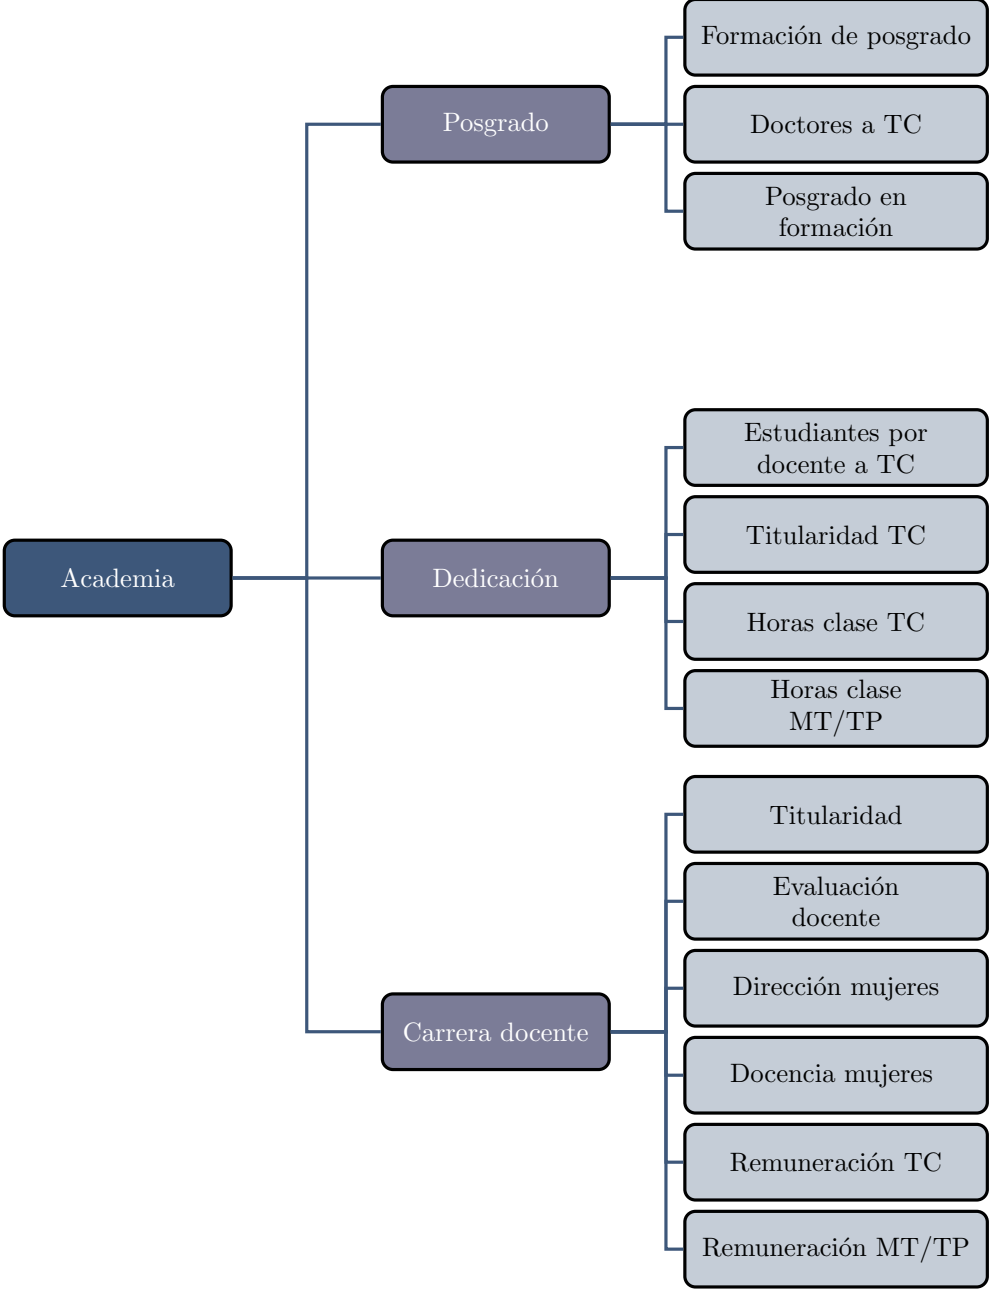 Academia
Posgrado
Formación de posgrado
Doctores a TC
Posgrado en
formación
Dedicación
Estudiantes por
docente a TC
Titularidad TC
Horas clase TC
Horas clase
MT/TP
Carrera docente
Titularidad
Evaluación
docente
Dirección mujeres
Docencia mujeres
Remuneración TC
Remuneración MT/TP